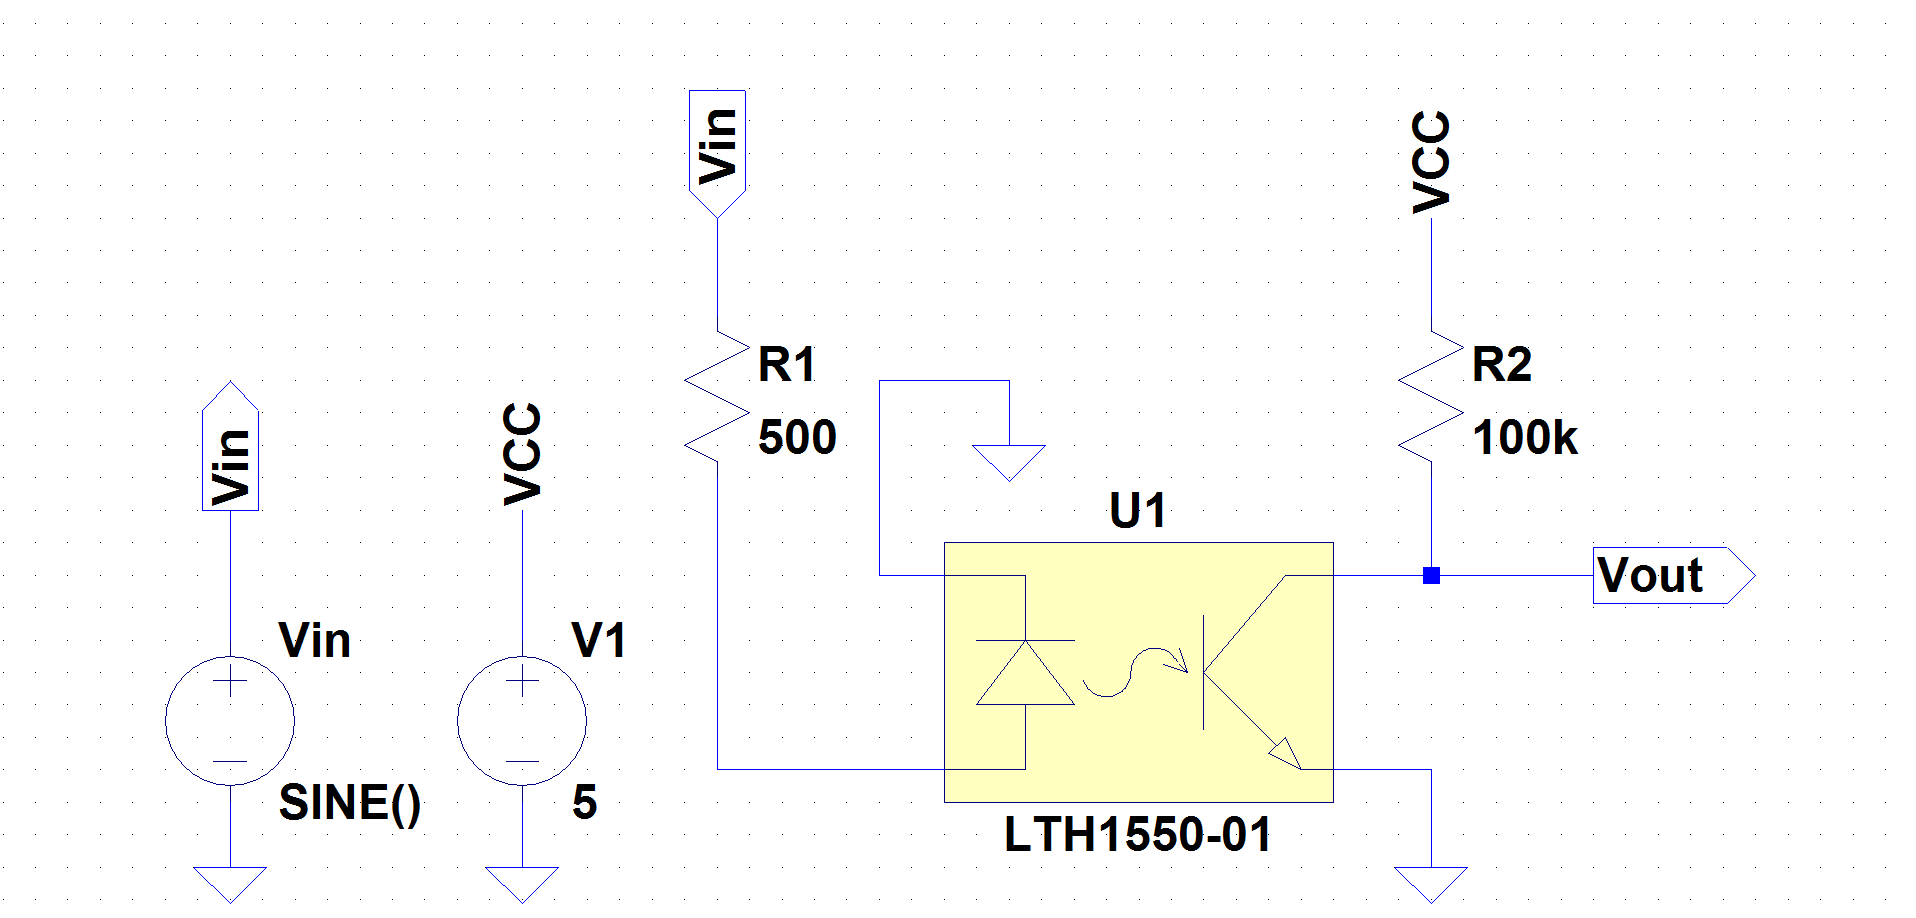 Vin
VCC
R1
500
R2
100k
Vin
VCC
U1
Vout
Vin
SINE()
V1
5
LTH1550-01